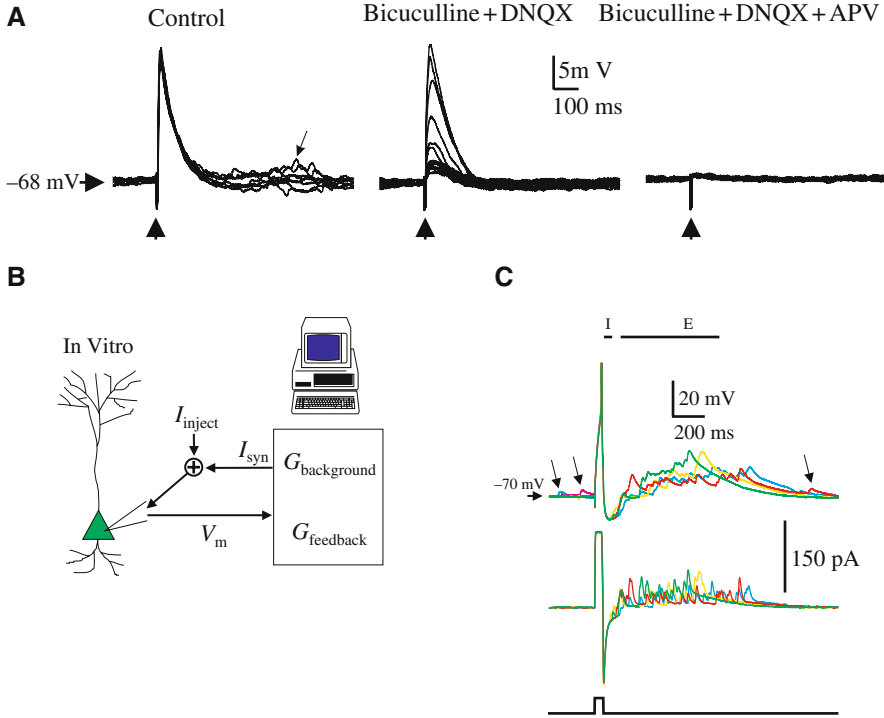 A
Control
Bicuculline + DNQX
Bicuculline + DNQX + APV
5m V
100 ms
–68 mV
B
In Vitro
I inject
I syn
G background
V m
G feedback
C
I
E
20 mV
200 ms
–70 mV
150 pA